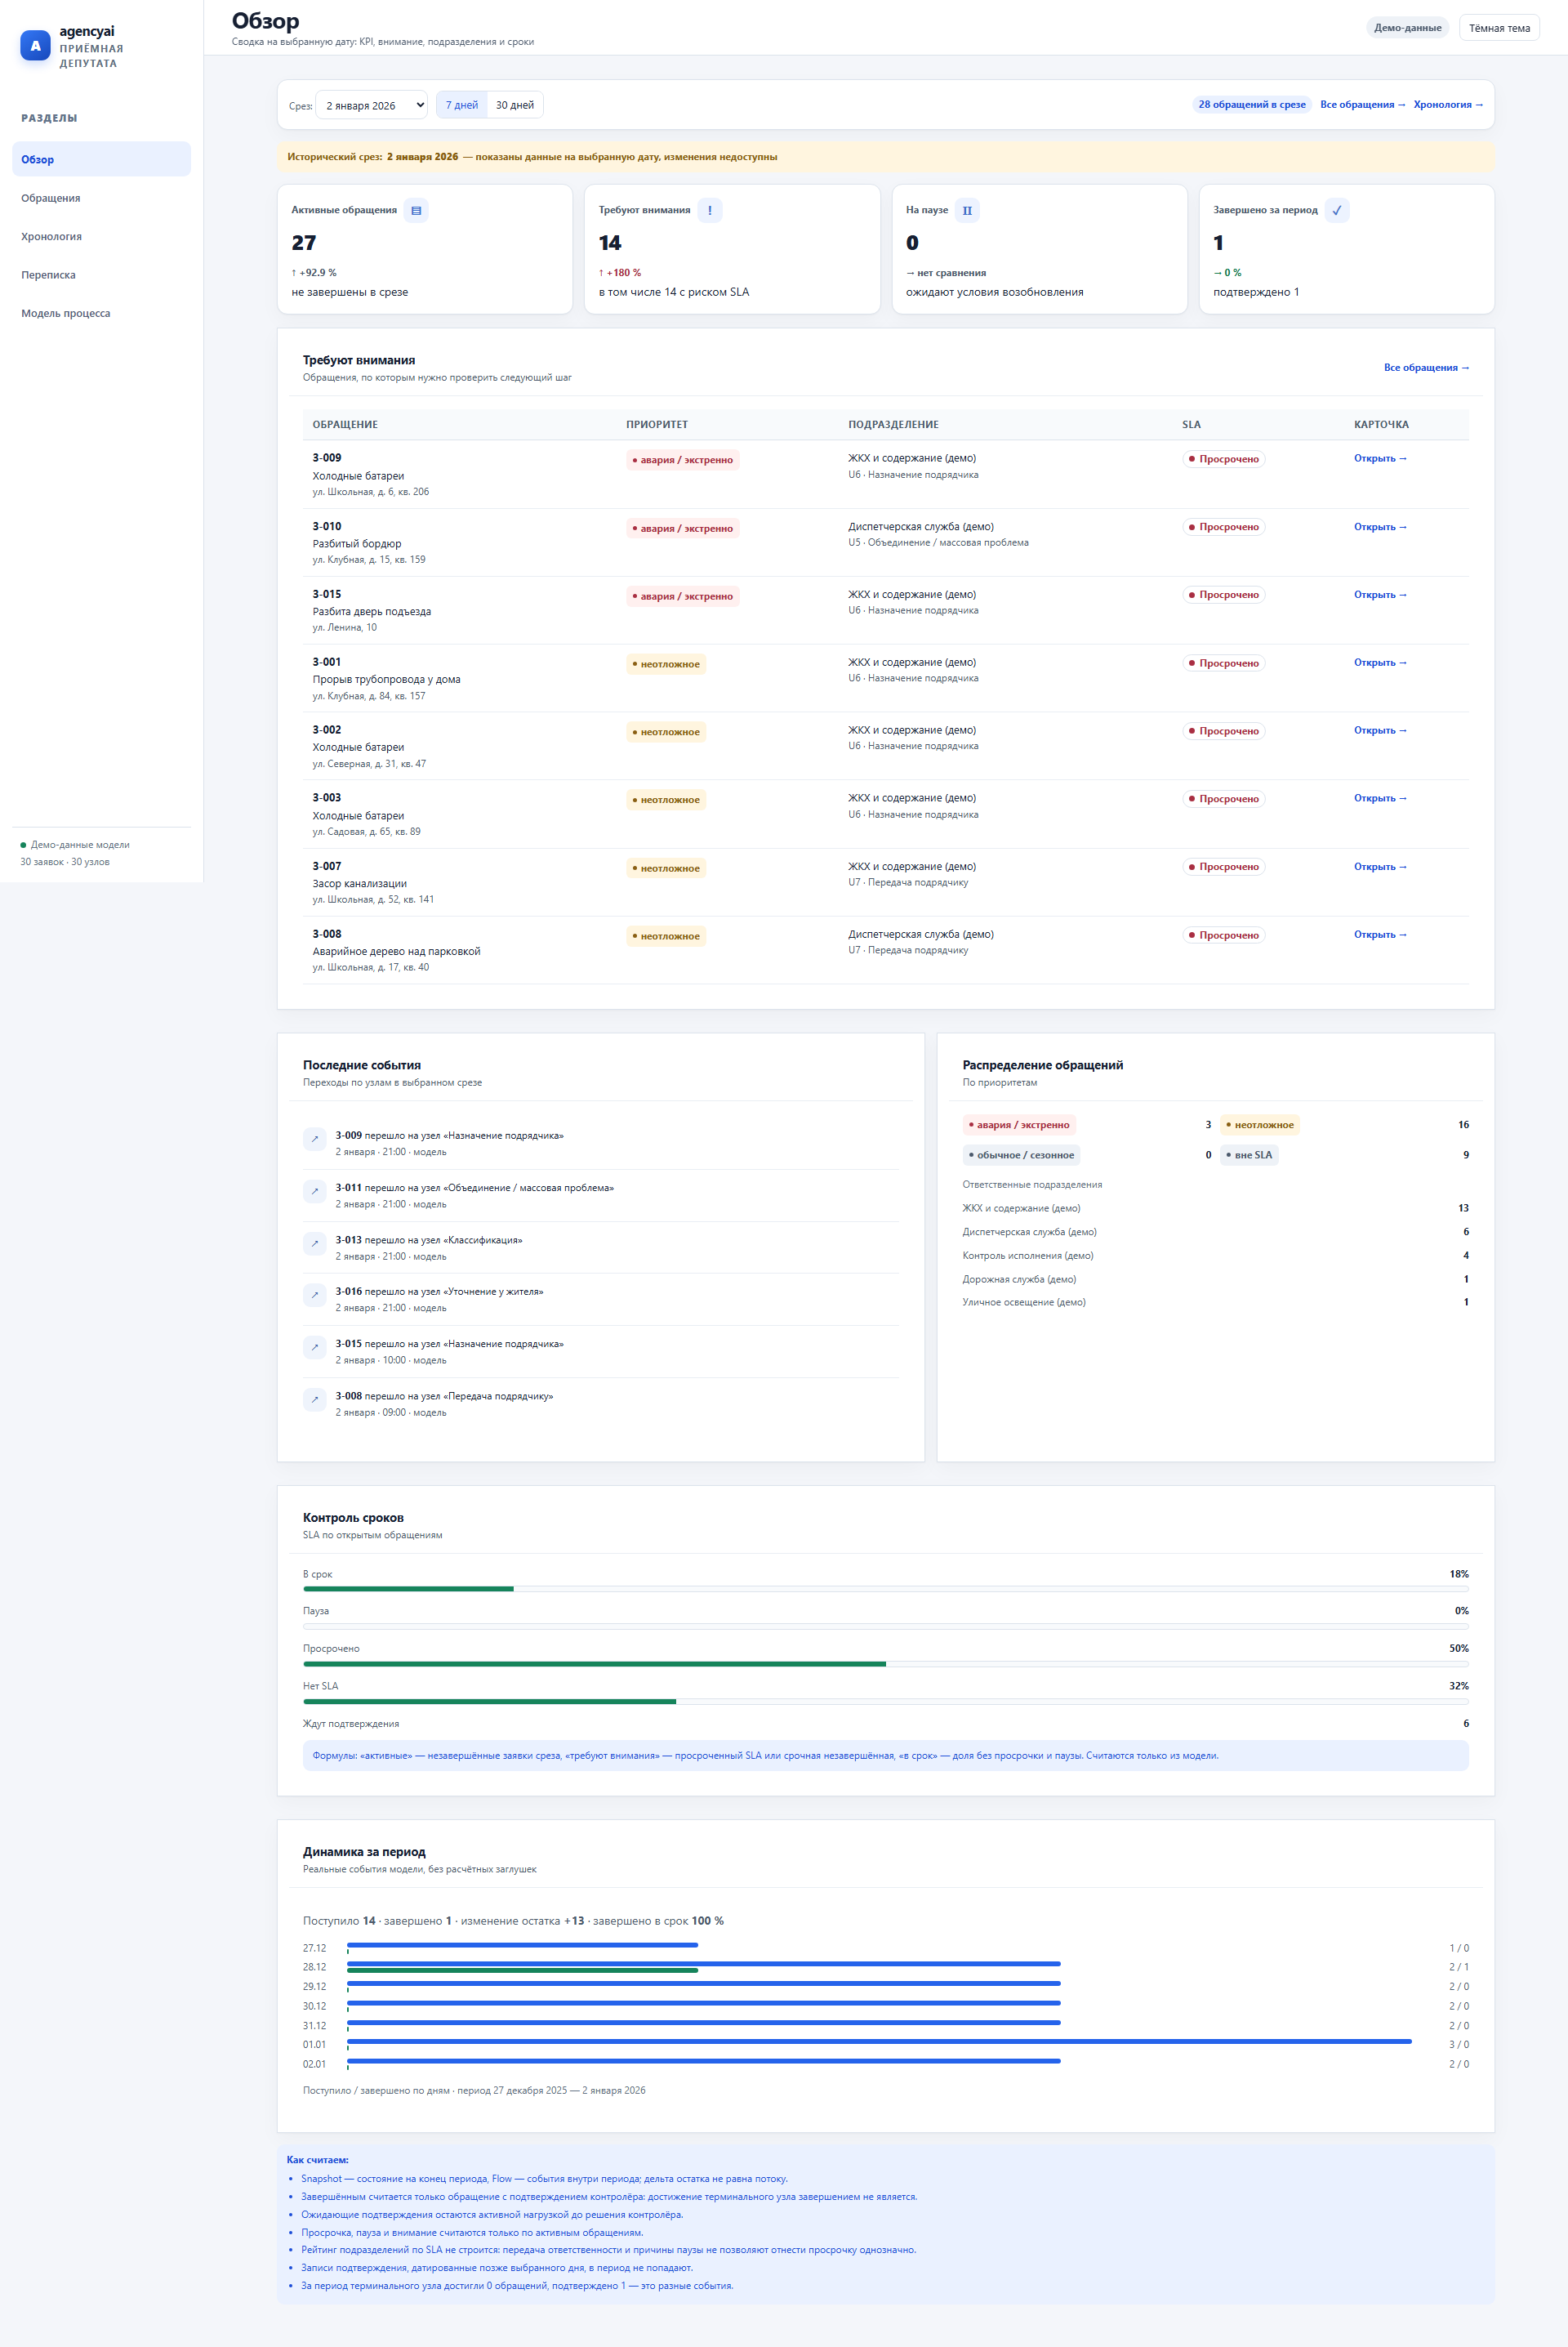 A
agencyai
ПРИЁМНАЯ
ДЕПУТАТА
РАЗДЕЛЫ
Обзор
Обращения
Хронология
Переписка
Модель процесса
Демо-данные модели
30 заявок · 30 узлов
Обзор
Сводка на выбранную дату: KPI, внимание, подразделения и сроки
Демо-данные
Тёмная тема
Срез: 2 января 2026 7 дней 30 дней
28 обращений в срезе Все обращения → Хронология →
Исторический срез: 2 января 2026 — показаны данные на выбранную дату, изменения недоступны
Активные обращения
27
↑ +92.9 %
не завершены в срезе
Требуют внимания !
14
↑ +180 %
в том числе 14 с риском SLA
На паузе
0
→ нет сравнения
ожидают условия возобновления
Завершено за период ✓
1
→ 0 %
подтверждено 1
Требуют внимания
Обращения, по которым нужно проверить следующий шаг
Все обращения →
ОБРАЩЕНИЕ ПРИОРИТЕТ ПОДРАЗДЕЛЕНИЕ SLA КАРТОЧКА
З-009 авария / экстренно ЖКХ и содержание (демо) Просрочено Открыть →
Холодные батареи U6 · Назначение подрядчика
ул. Школьная, д. 6, кв. 206
З-010 авария / экстренно Диспетчерская служба (демо) Просрочено Открыть →
Разбитый бордюр U5 · Объединение / массовая проблема
ул. Клубная, д. 15, кв. 159
З-015 авария / экстренно ЖКХ и содержание (демо) Просрочено Открыть →
Разбита дверь подъезда U6 · Назначение подрядчика
ул. Ленина, 10
З-001 неотложное ЖКХ и содержание (демо) Просрочено Открыть →
Прорыв трубопровода у дома U6 · Назначение подрядчика
ул. Клубная, д. 84, кв. 157
З-002 неотложное ЖКХ и содержание (демо) Просрочено Открыть →
Холодные батареи U6 · Назначение подрядчика
ул. Северная, д. 31, кв. 47
З-003 неотложное ЖКХ и содержание (демо) Просрочено Открыть →
Холодные батареи U6 · Назначение подрядчика
ул. Садовая, д. 65, кв. 89
З-007 неотложное ЖКХ и содержание (демо) Просрочено Открыть →
Засор канализации U7 · Передача подрядчику
ул. Школьная, д. 52, кв. 141
З-008 неотложное Диспетчерская служба (демо) Просрочено Открыть →
Аварийное дерево над парковкой U7 · Передача подрядчику
ул. Школьная, д. 17, кв. 40
Последние события
Переходы по узлам в выбранном срезе
З-009 перешло на узел «Назначение подрядчика»
2 января · 21:00 · модель
З-011 перешло на узел «Объединение / массовая проблема»
2 января · 21:00 · модель
З-013 перешло на узел «Классификация»
2 января · 21:00 · модель
З-016 перешло на узел «Уточнение у жителя»
2 января · 21:00 · модель
З-015 перешло на узел «Назначение подрядчика»
2 января · 10:00 · модель
З-008 перешло на узел «Передача подрядчику»
2 января · 09:00 · модель
Распределение обращений
По приоритетам
авария / экстренно 3 неотложное 16
обычное / сезонное 0 вне SLA 9
Ответственные подразделения
ЖКХ и содержание (демо) 13
Диспетчерская служба (демо) 6
Контроль исполнения (демо) 4
Дорожная служба (демо) 1
Уличное освещение (демо) 1
Контроль сроков
SLA по открытым обращениям
В срок 18%
Пауза 0%
Просрочено 50%
Нет SLA 32%
Ждут подтверждения 6
Формулы: «активные» — незавершённые заявки среза, «требуют внимания» — просроченный SLA или срочная незавершённая, «в срок» — доля без просрочки и паузы. Считаются только из модели.
Динамика за период
Реальные события модели, без расчётных заглушек
Поступило 14 · завершено 1 · изменение остатка +13 · завершено в срок 100 %
27.12 1 / 0
28.12 2 / 1
29.12 2 / 0
30.12 2 / 0
31.12 2 / 0
01.01 3 / 0
02.01 2 / 0
Поступило / завершено по дням · период 27 декабря 2025 — 2 января 2026
Как считаем:
• Snapshot — состояние на конец периода, Flow — события внутри периода; дельта остатка не равна потоку.
• Завершённым считается только обращение с подтверждением контролёра: достижение терминального узла завершением не является.
• Ожидающие подтверждения остаются активной нагрузкой до решения контролёра.
• Просрочка, пауза и внимание считаются только по активным обращениям.
• Рейтинг подразделений по SLA не строится: передача ответственности и причины паузы не позволяют отнести просрочку однозначно.
• Записи подтверждения, датированные позже выбранного дня, в период не попадают.
• За период терминального узла достигли 0 обращений, подтверждено 1 — это разные события.